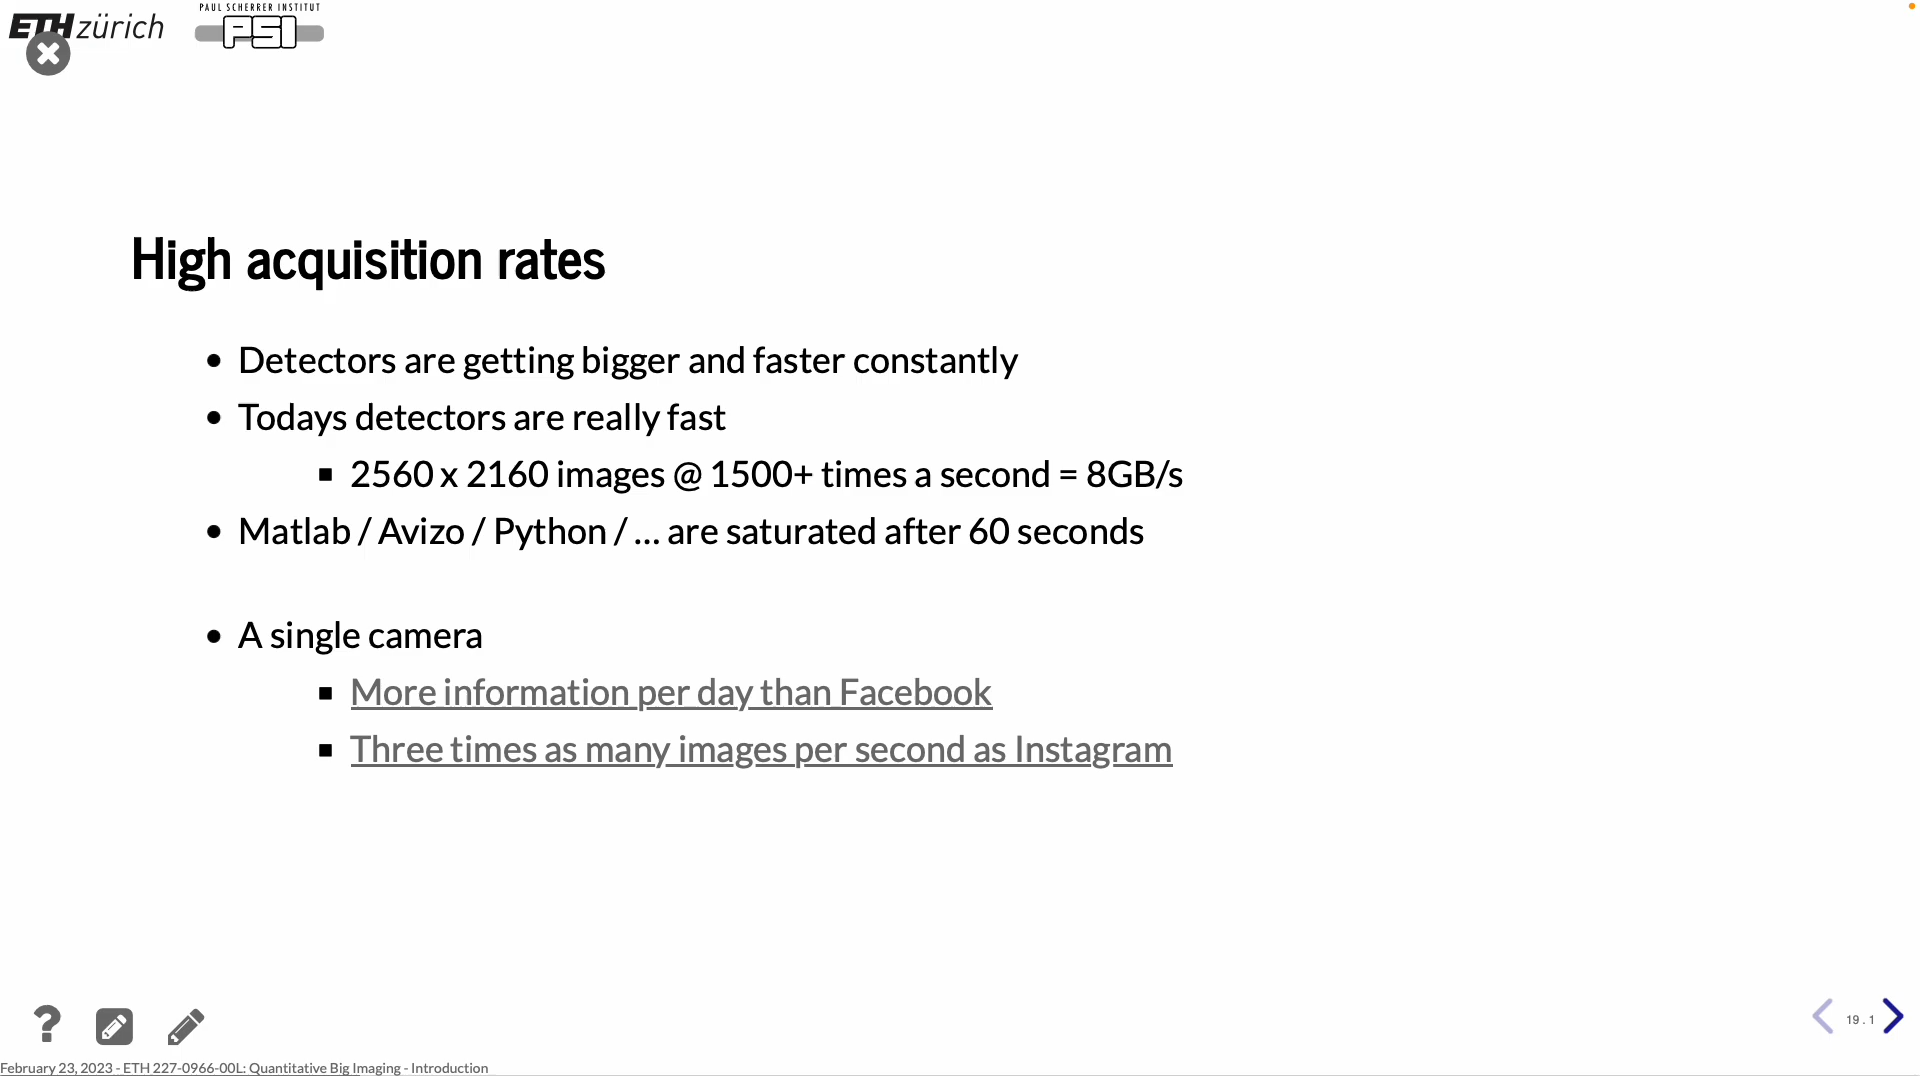 ETH zürich
PAUL SCHERRER INSTITUT
PSI
High acquisition rates
Detectors are getting bigger and faster constantly
Todays detectors are really fast
2560 x 2160 images @ 1500+ times a second = 8GB/s
Matlab / Avizo / Python / … are saturated after 60 seconds
A single camera
More information per day than Facebook
Three times as many images per second as Instagram
?
19 . 1
February 23, 2023 - ETH 227-0966-00L: Quantitative Big Imaging - Introduction